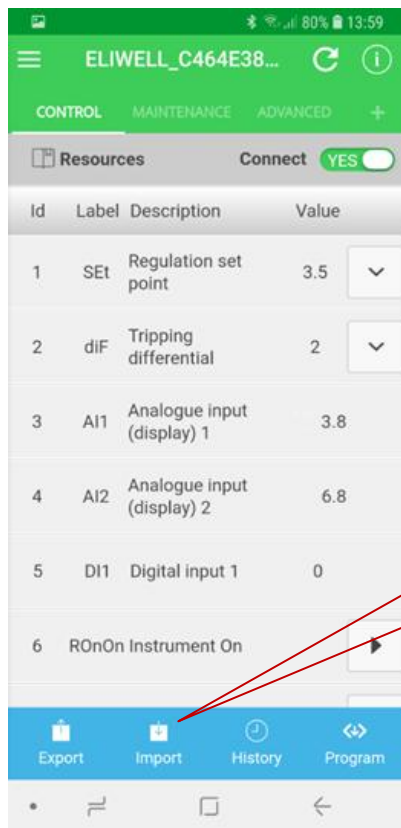 80% 13:59
ELIWELL_C464E38...
CONTROL MAINTENANCE ADVANCED +
Resources Connect YES
Id Label Description Value
1 SEt Regulation set point 3.5
2 diF Tripping differential 2
3 AI1 Analogue input (display) 1 3.8
4 AI2 Analogue input (display) 2 6.8
5 DI1 Digital input 1 0
6 ROnOn Instrument On
Export Import History Program